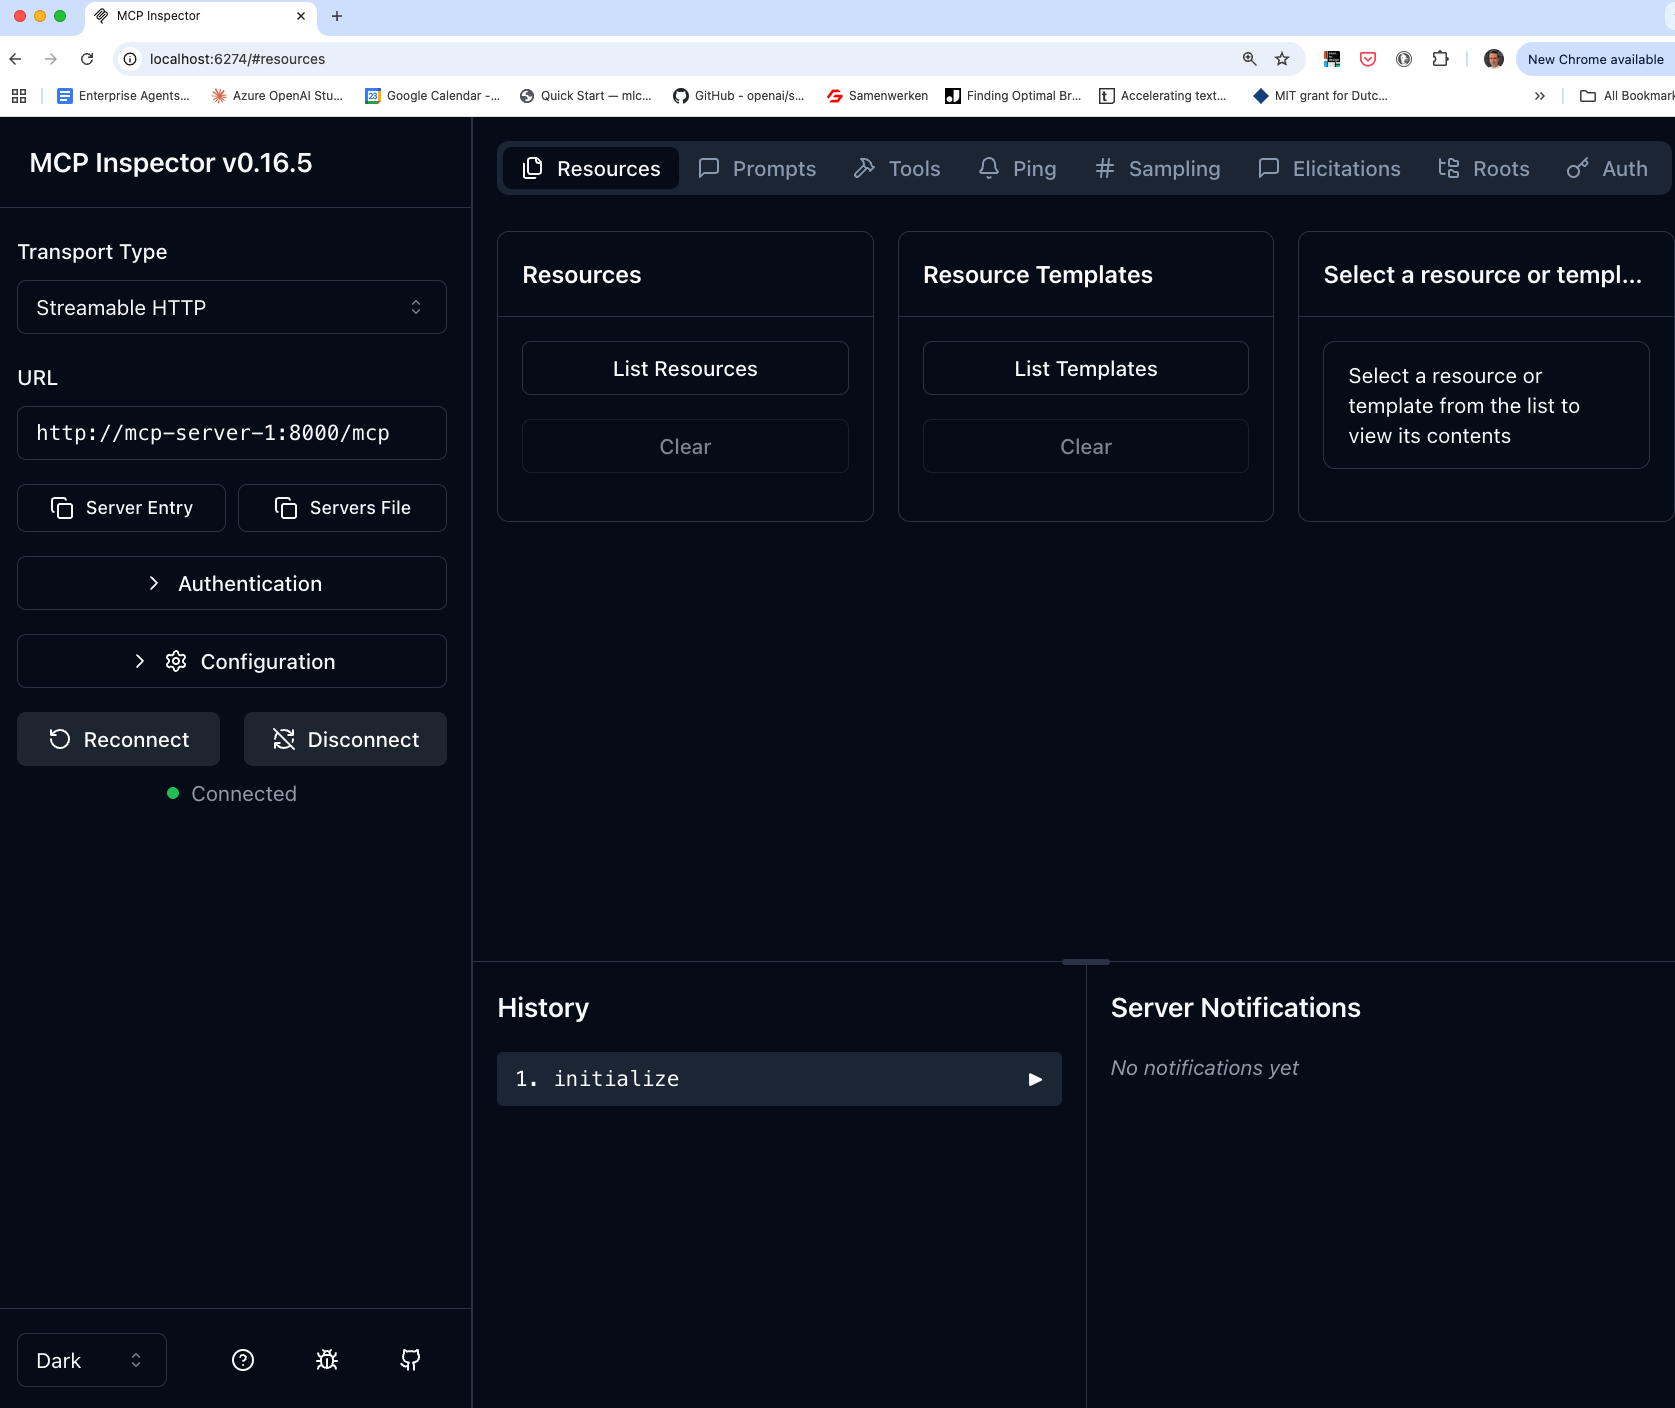 MCP Inspector
localhost:6274/#resources
New Chrome available
Enterprise Agents...
Azure OpenAI Stu...
23
Google Calendar -...
Quick Start — mlc...
GitHub - openai/s...
Samenwerken
Finding Optimal Br...
Accelerating text...
MIT grant for Dutc...
All Bookmark
MCP Inspector v0.16.5
Transport Type
Streamable HTTP
URL
http://mcp-server-1:8000/mcp
Server Entry
Servers File
Authentication
Configuration
Reconnect
Disconnect
Connected
Dark
Resources
Prompts
Tools
Ping
Sampling
Elicitations
Roots
Auth
Resources
List Resources
Clear
Resource Templates
List Templates
Clear
Select a resource or templ...
Select a resource or
template from the list to
view its contents
History
1. initialize
Server Notifications
No notifications yet